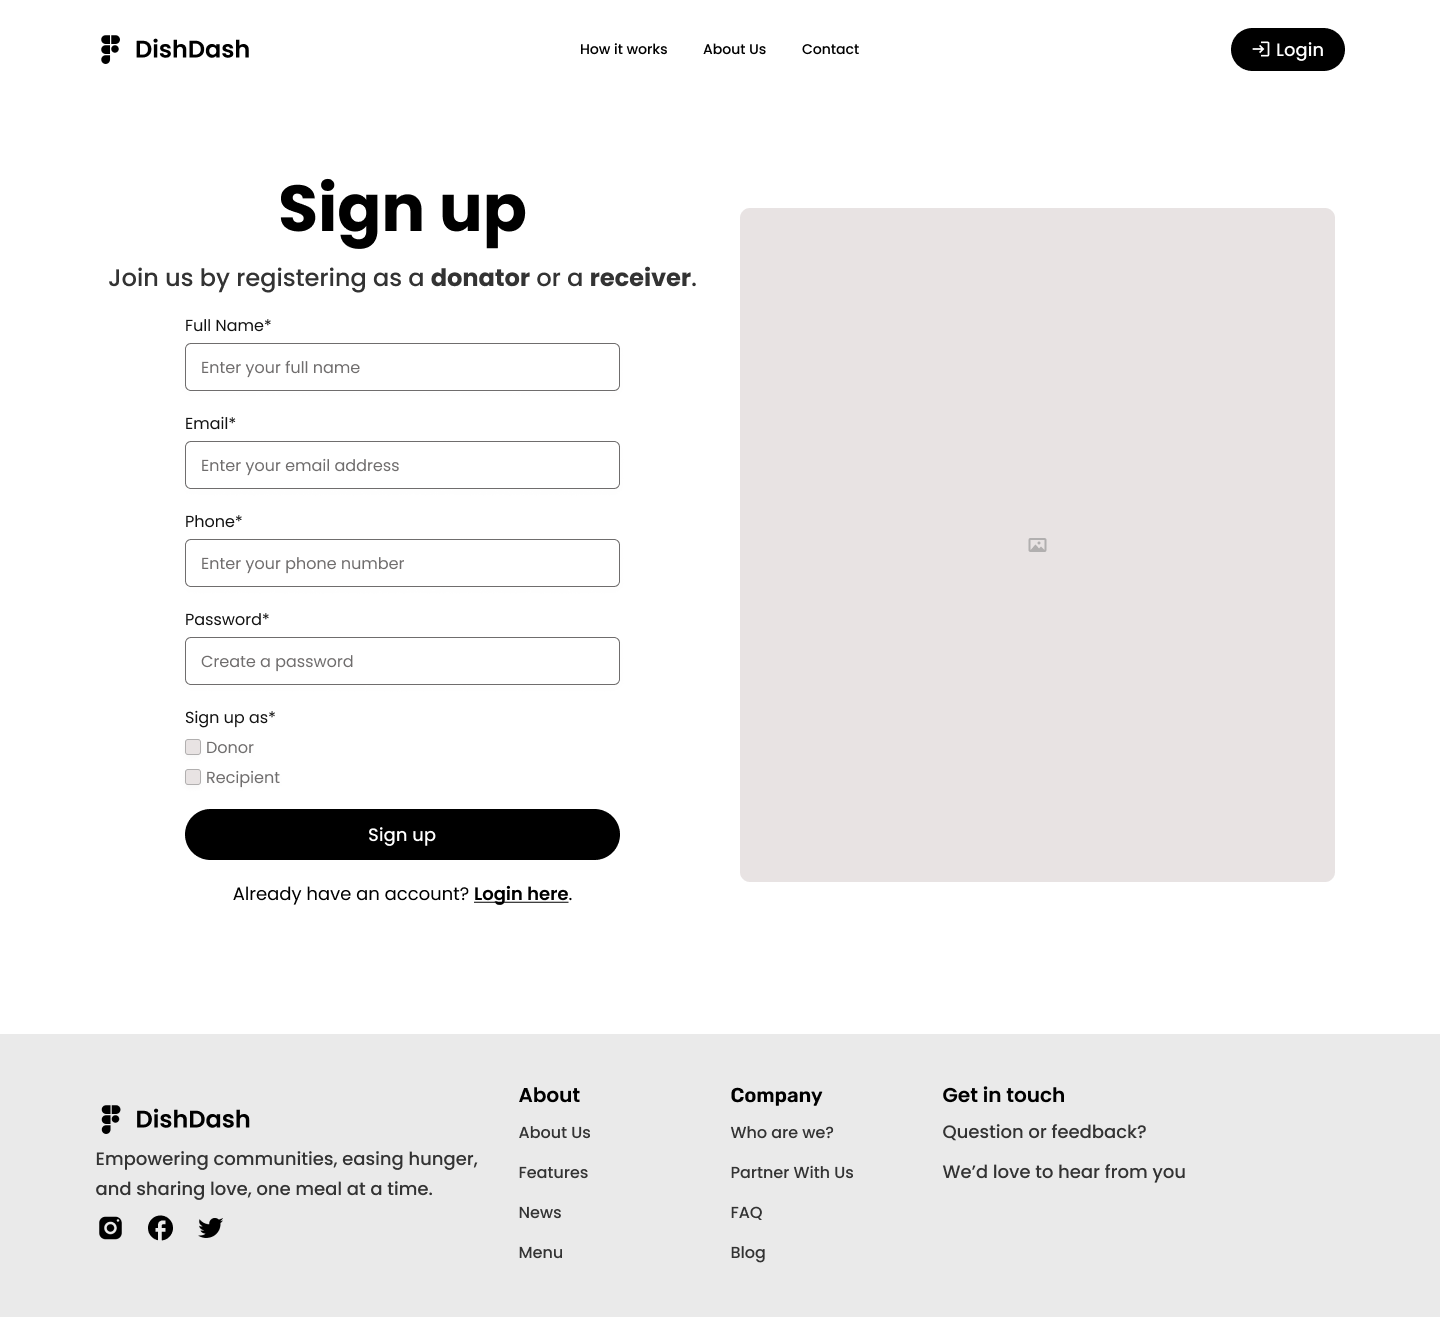 DishDash
How it works
About Us
Contact
Login
Sign up
Join us by registering as a donator or a receiver.
Full Name*
Enter your full name
Email*
Enter your email address
Phone*
Enter your phone number
Password*
Create a password
Sign up as*
Donor
Recipient
Sign up
Already have an account? Login here.
DishDash
Empowering communities, easing hunger,
and sharing love, one meal at a time.
About
About Us
Features
News
Menu
Company
Who are we?
Partner With Us
FAQ
Blog
Get in touch
Question or feedback?
We’d love to hear from you